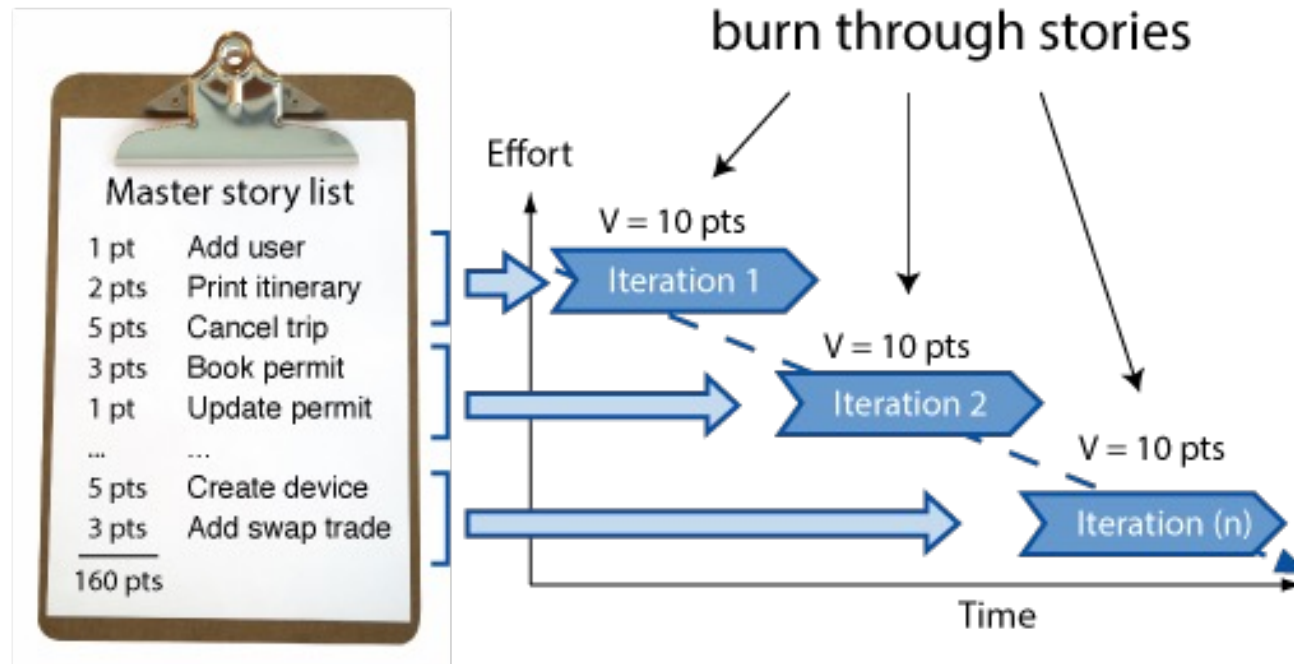 burn through stories
Master story list
1 pt Add user
2 pts Print itinerary
5 pts Cancel trip
3 pts Book permit
1 pt Update permit
... ...
5 pts Create device
3 pts Add swap trade
160 pts
Effort
V = 10 pts
Iteration 1
V = 10 pts
Iteration 2
V = 10 pts
Iteration (n)
Time